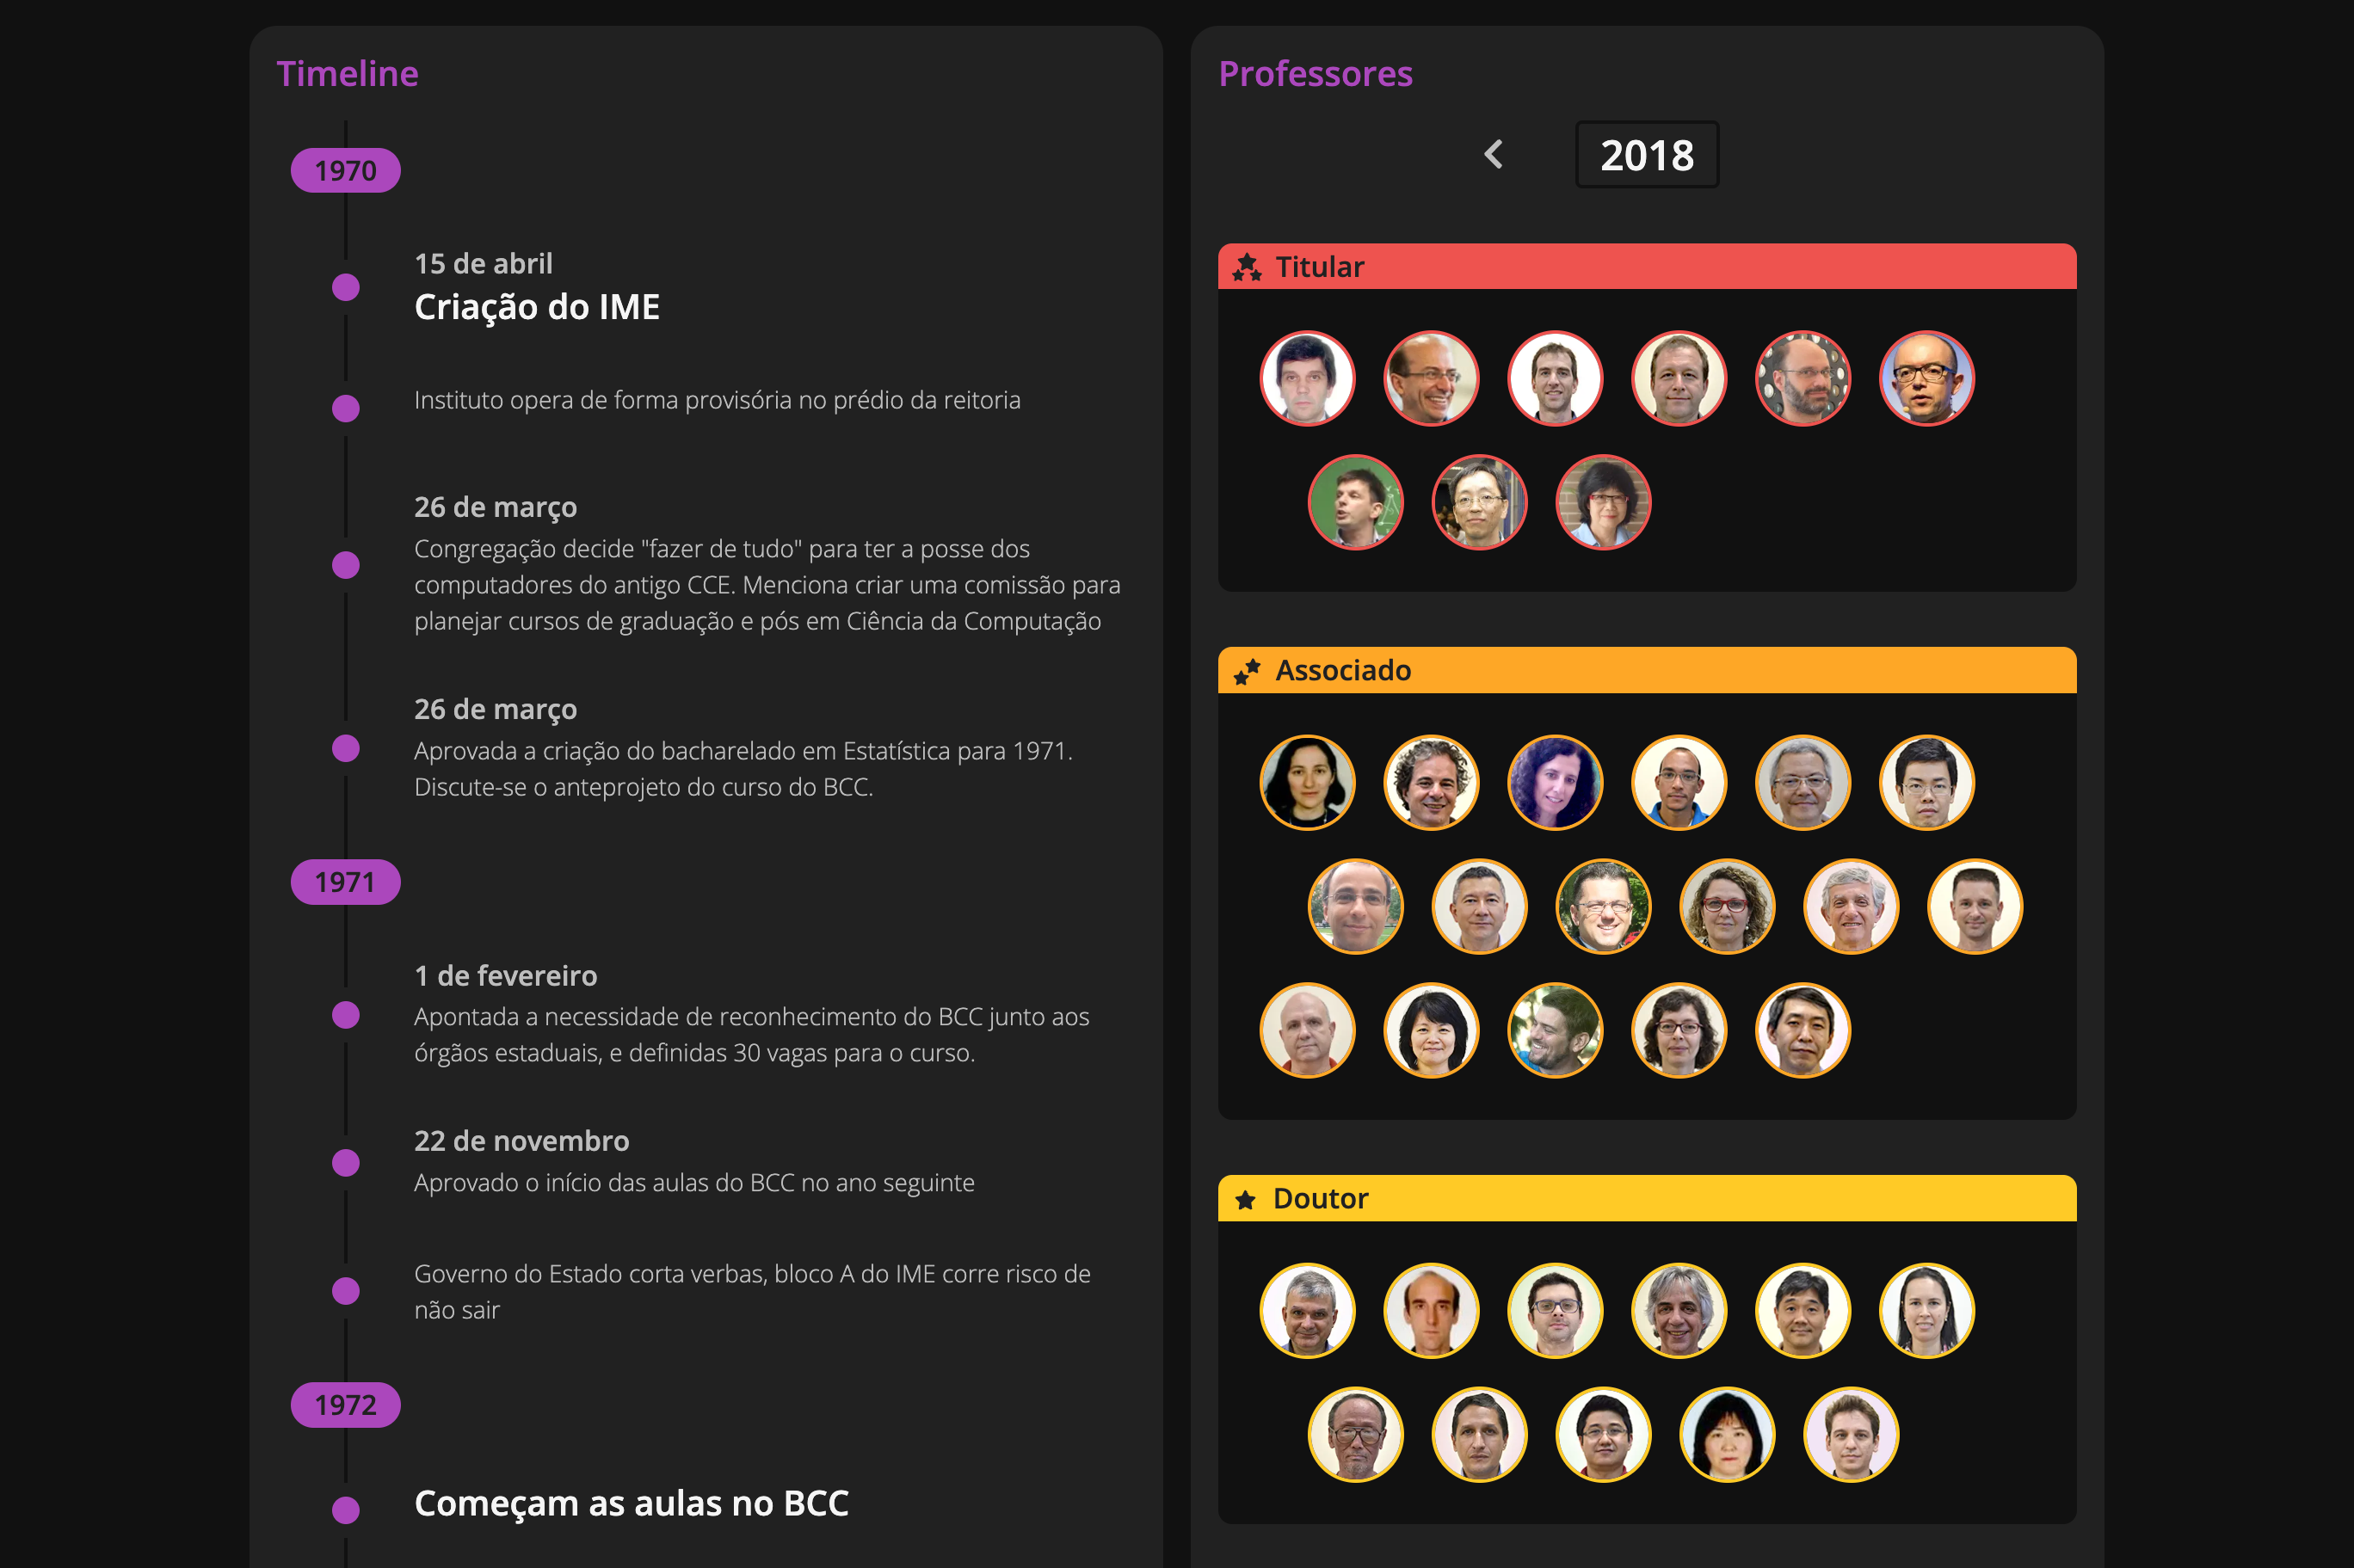 Timeline
1970
15 de abril
Criação do IME
Instituto opera de forma provisória no prédio da reitoria
26 de março
Congregação decide "fazer de tudo" para ter a posse dos
computadores do antigo CCE. Menciona criar uma comissão para
planejar cursos de graduação e pós em Ciência da Computação
26 de março
Aprovada a criação do bacharelado em Estatística para 1971.
Discute-se o anteprojeto do curso do BCC.
1971
1 de fevereiro
Apontada a necessidade de reconhecimento do BCC junto aos
órgãos estaduais, e definidas 30 vagas para o curso.
22 de novembro
Aprovado o início das aulas do BCC no ano seguinte
Governo do Estado corta verbas, bloco A do IME corre risco de
não sair
1972
Começam as aulas no BCC
Professores
2018
Titular
Associado
Doutor